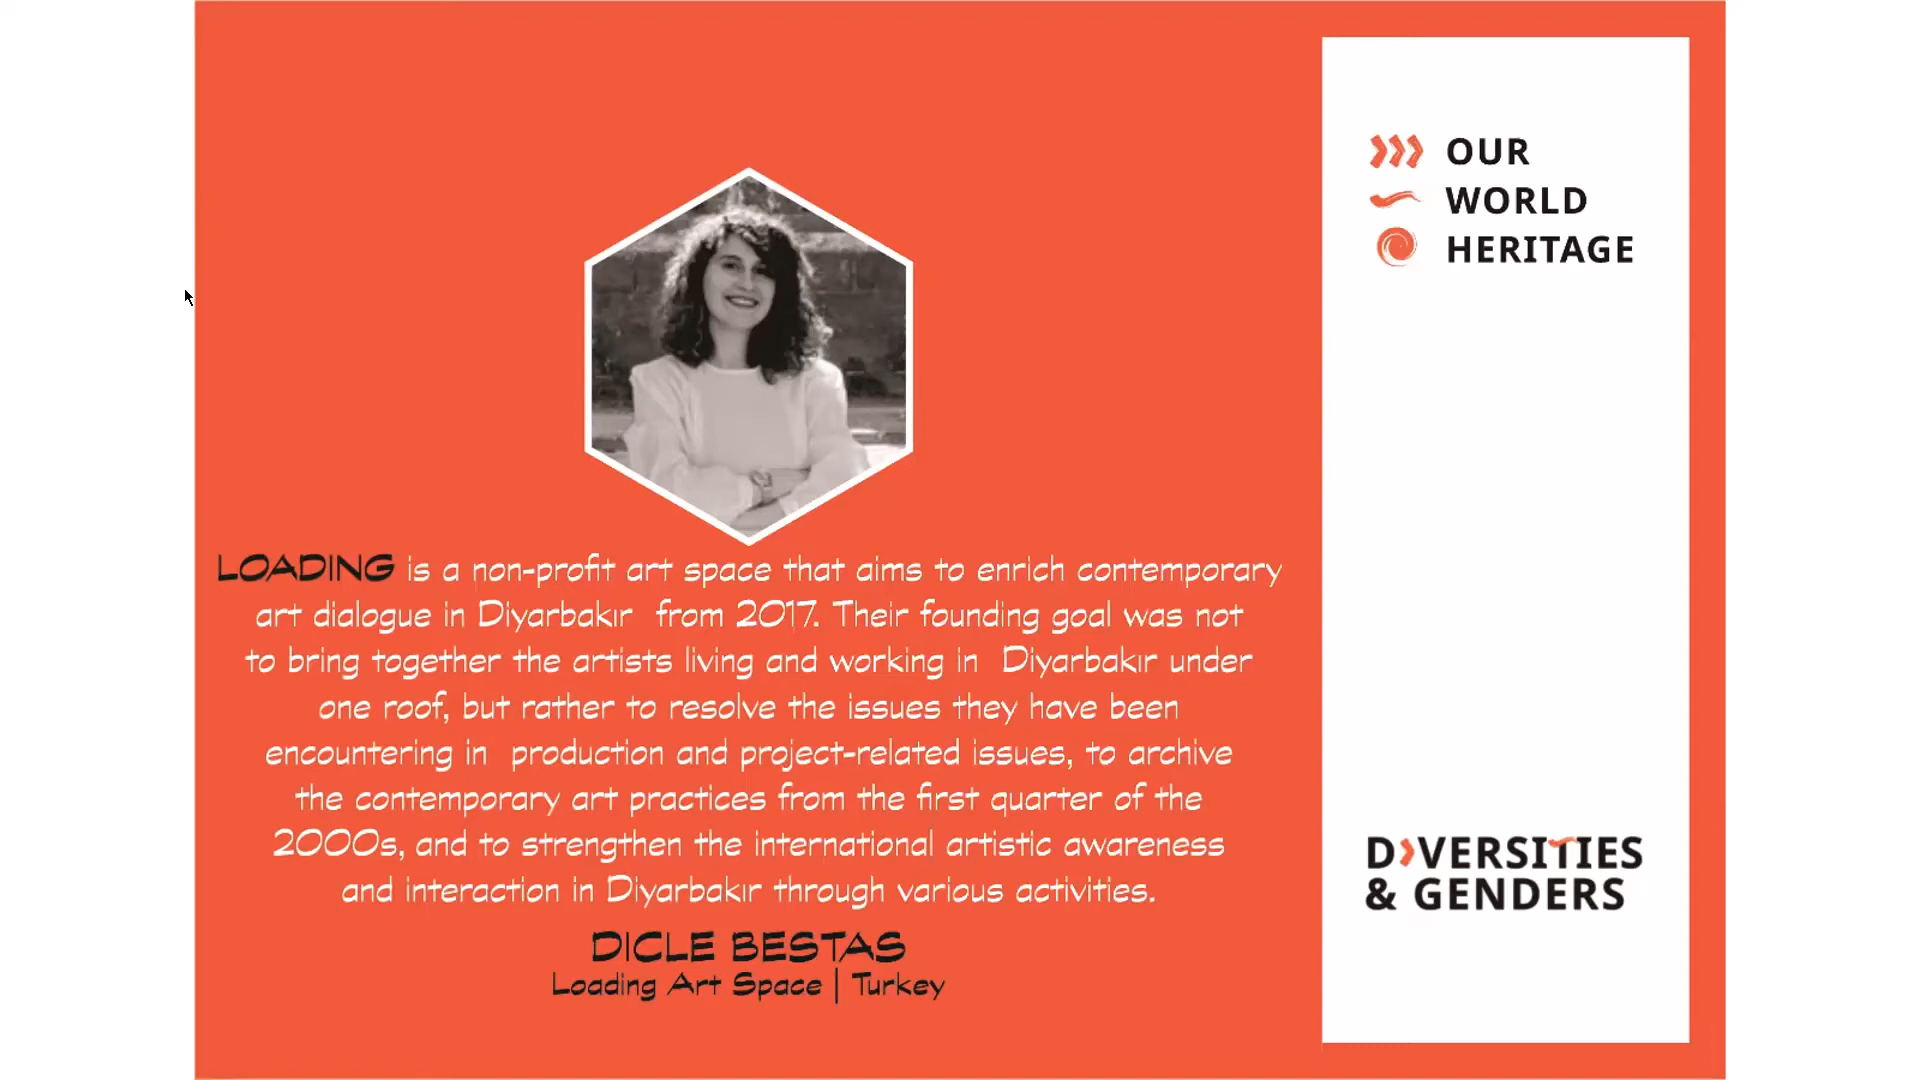 LOADING is a non-profit art space that aims to enrich contemporary
art dialogue in Diyarbakır from 2017. Their founding goal was not
to bring together the artists living and working in Diyarbakır under
one roof, but rather to resolve the issues they have been
encountering in production and project-related issues, to archive
the contemporary art practices from the first quarter of the
2000s, and to strengthen the international artistic awareness
and interaction in Diyarbakır through various activities.
DICLE BESTAS
Loading Art Space | Turkey
OUR
WORLD
HERITAGE
DIVERSITIES
& GENDERS